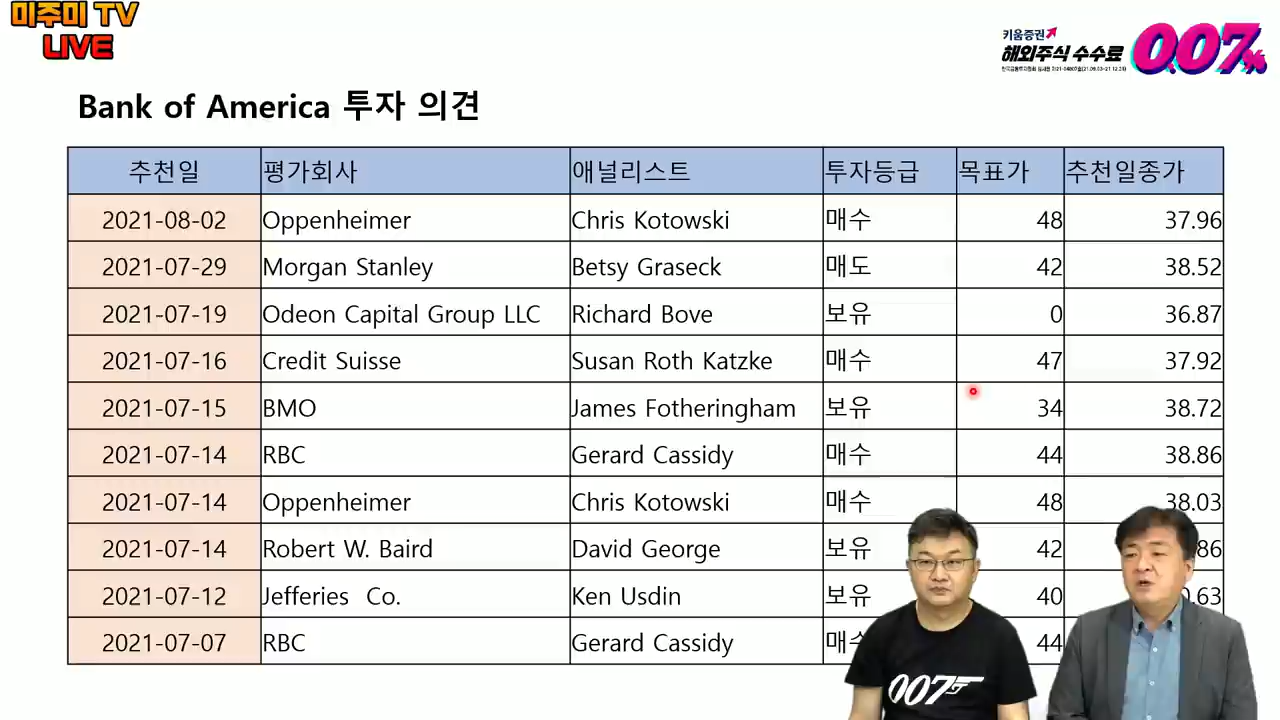 미주미 TV
LIVE
키움증권
해외주식 수수료
0.07%
Bank of America 투자 의견
추천일 평가회사 애널리스트 투자등급 목표가 추천일종가
2021-08-02 Oppenheimer Chris Kotowski 매수 48 37.96
2021-07-29 Morgan Stanley Betsy Graseck 매도 42 38.52
2021-07-19 Odeon Capital Group LLC Richard Bove 보유 0 36.87
2021-07-16 Credit Suisse Susan Roth Katzke 매수 47 37.92
2021-07-15 BMO James Fotheringham 보유 34 38.72
2021-07-14 RBC Gerard Cassidy 매수 44 38.86
2021-07-14 Oppenheimer Chris Kotowski 매수 48 38.03
2021-07-14 Robert W. Baird David George 보유 42 86
2021-07-12 Jefferies Co. Ken Usdin 보유 40 .63
2021-07-07 RBC Gerard Cassidy 매수 44
007